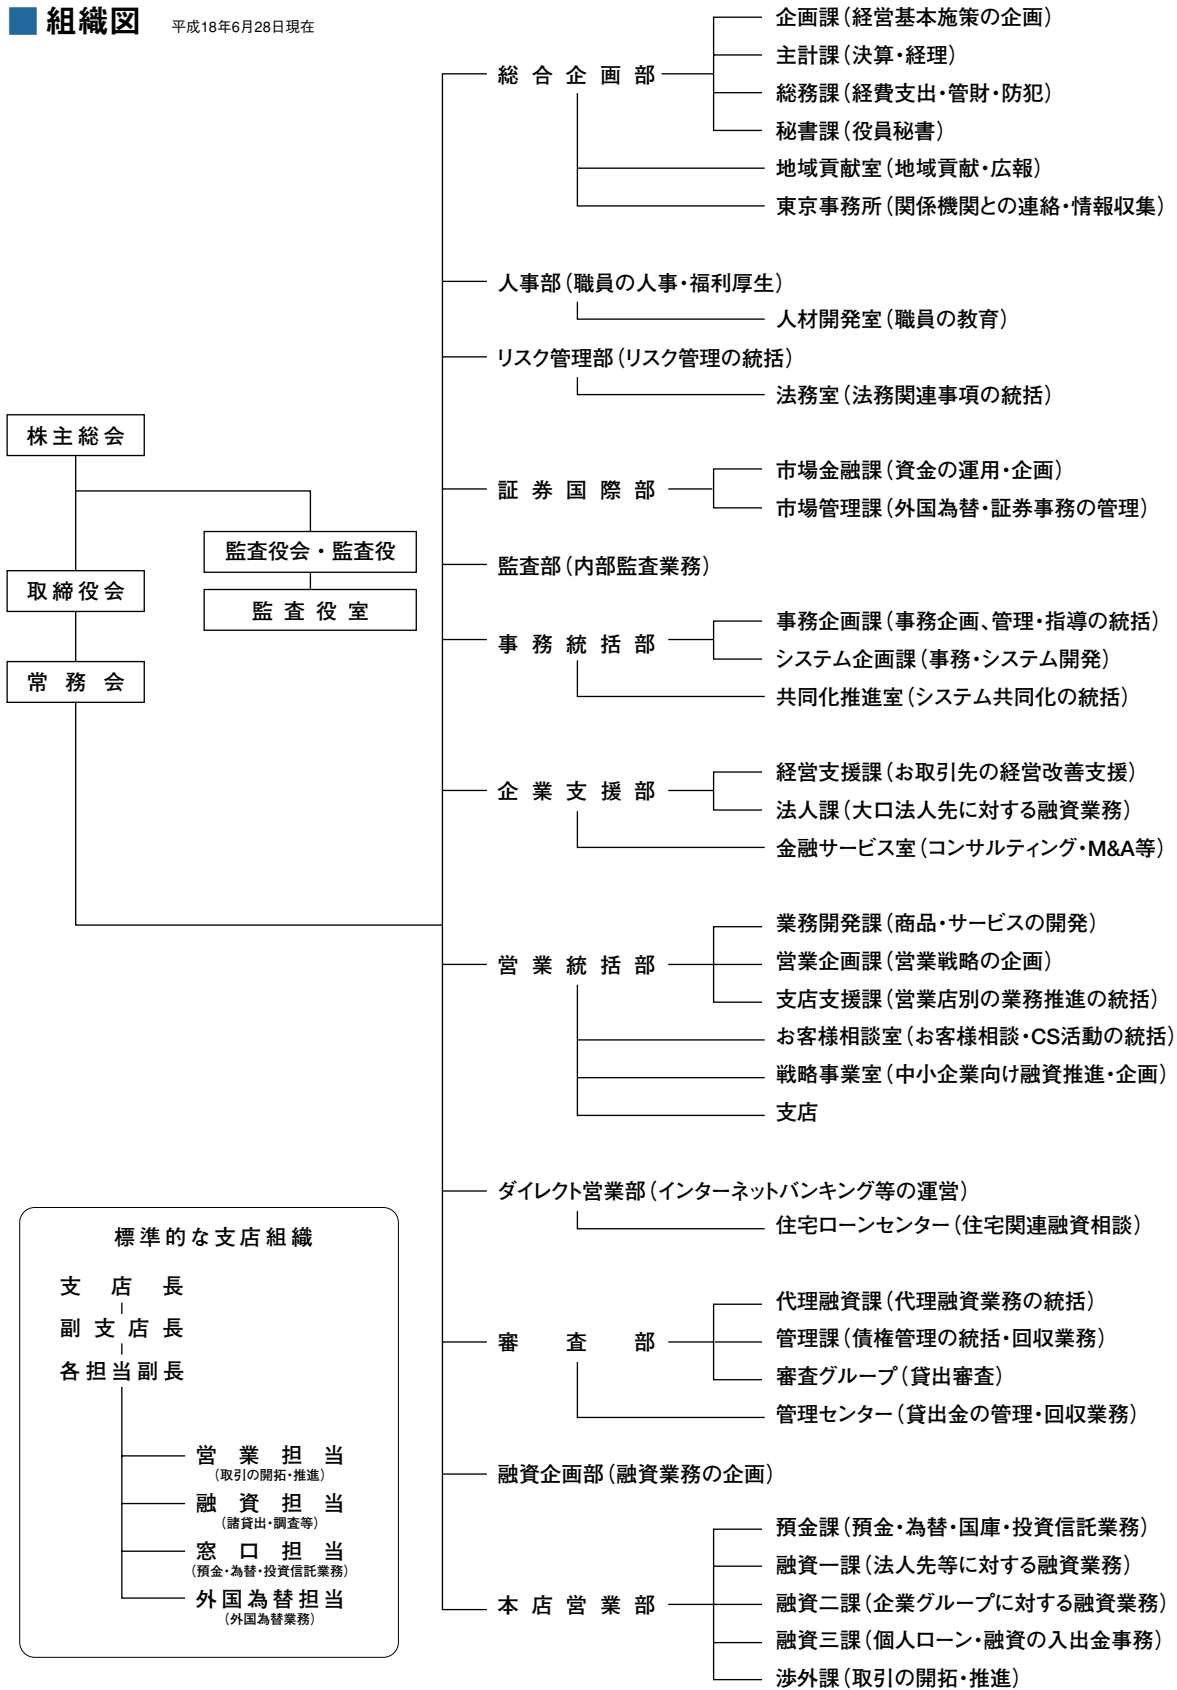 組織図 平成18年6月28日現在
総合企画部
企画課(経営基本施策の企画)
主計課(決算・経理)
総務課(経費支出・管財・防犯)
秘書課(役員秘書)
地域貢献室(地域貢献・広報)
東京事務所(関係機関との連絡・情報収集)
人事部(職員の人事・福利厚生)
人材開発室(職員の教育)
リスク管理部(リスク管理の統括)
法務室(法務関連事項の統括)
株主総会
監査役会・監査役
監査役室
取締役会
常務会
証券国際部
市場金融課(資金の運用・企画)
市場管理課(外国為替・証券事務の管理)
監査部(内部監査業務)
事務統括部
事務企画課(事務企画、管理・指導の統括)
システム企画課(事務・システム開発)
共同化推進室(システム共同化の統括)
企業支援部
経営支援課(お取引先の経営改善支援)
法人課(大口法人先に対する融資業務)
金融サービス室(コンサルティング・M&A等)
営業統括部
業務開発課(商品・サービスの開発)
営業企画課(営業戦略の企画)
支店支援課(営業店別の業務推進の統括)
お客様相談室(お客様相談・CS活動の統括)
戦略事業室(中小企業向け融資推進・企画)
支店
ダイレクト営業部(インターネットバンキング等の運営)
住宅ローンセンター(住宅関連融資相談)
審査部
代理融資課(代理融資業務の統括)
管理課(債権管理の統括・回収業務)
審査グループ(貸出審査)
管理センター(貸出金の管理・回収業務)
融資企画部(融資業務の企画)
本店営業部
預金課(預金・為替・国庫・投資信託業務)
融資一課(法人先等に対する融資業務)
融資二課(企業グループに対する融資業務)
融資三課(個人ローン・融資の入出金事務)
渉外課(取引の開拓・推進)
標準的な支店組織
支店長
副支店長
各担当副長
営業担当
(取引の開拓・推進)
融資担当
(諸貸出・調査等)
窓口担当
(預金・為替・投資信託業務)
外国為替担当
(外国為替業務)